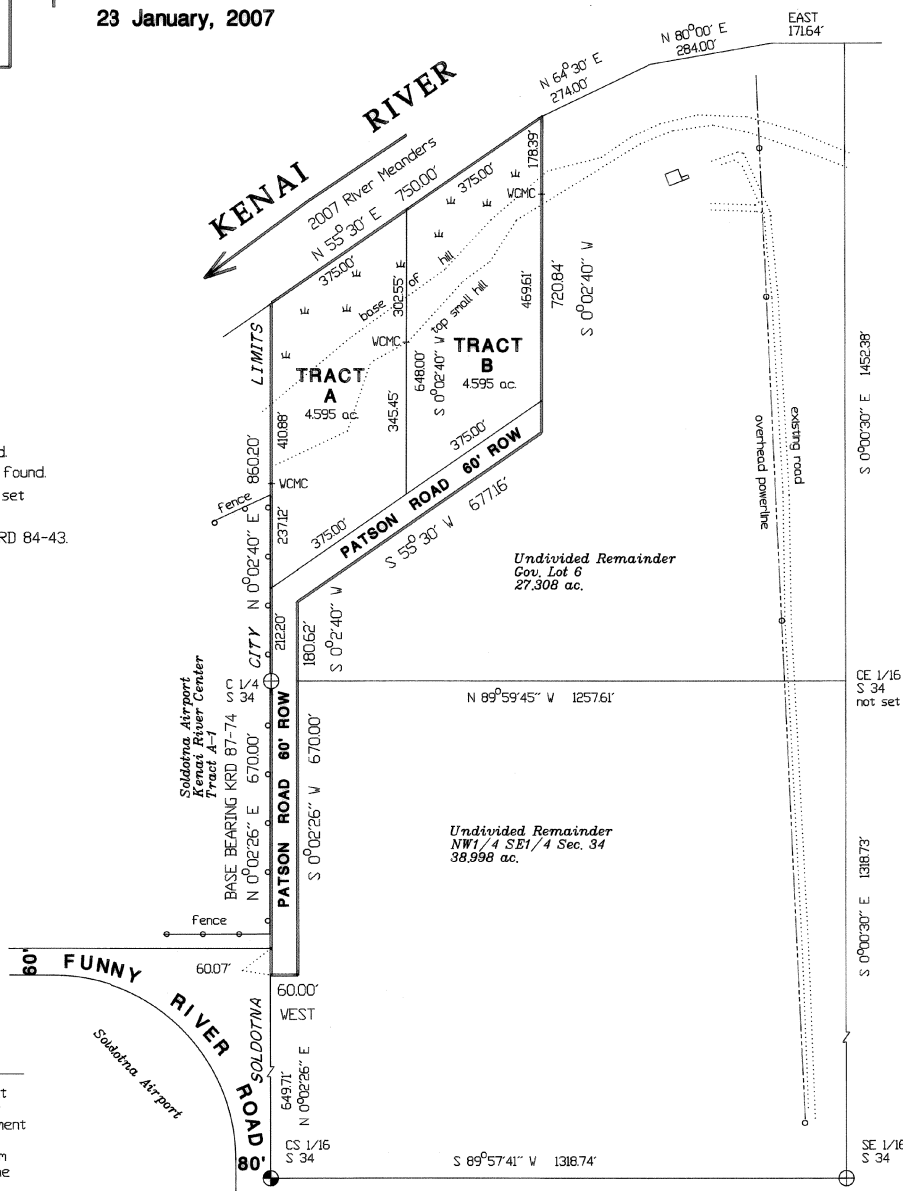 23 January, 2007
EAST
171.64'
N 80°00' E
284.00'
N 64°30' E
274.00'
KENAI RIVER
2007 River Meanders
N 55°30' E 750.00'
375.00'
375.00'
178.39'
WCMC
base of hill
top small hill
302.55'
WCMC
469.61'
720.84'
S 0°02'40" W
LIMITS
TRACT
A
4.595 ac.
TRACT
B
4.595 ac.
648.00'
S 0°02'40" W
345.45'
410.88'
860.20'
N 0°02'40" E
WCMC
fence
237.12'
375.00'
375.00'
PATSON ROAD 60' ROW
S 55°30' W 677.16'
d.
found.
set
RD 84-43.
Undivided Remainder
Gov. Lot 6
27.308 ac.
overhead powerline
existing road
S 0°00'30" E 1452.38'
CITY
212.20'
180.62'
S 0°2'40" W
C 1/4
S 34
N 89°59'45" W 1257.61'
CE 1/16
S 34
not set
Soldotna Airport
Kenai River Center
Tract A-1
BASE BEARING KRD 87-74
N 0°02'26" E 670.00'
PATSON ROAD 60' ROW
S 0°02'26" W 670.00'
Undivided Remainder
NW1/4 SE1/4 Sec. 34
38.998 ac.
S 0°00'30" E 1318.73'
fence
60'
FUNNY RIVER ROAD
60.07'
60.00'
WEST
SOLDOTNA
Soldotna Airport
649.71'
N 0°02'26" E
80'
CS 1/16
S 34
S 89°57'41" W 1318.74'
SE 1/16
S 34
t
ment
m
e